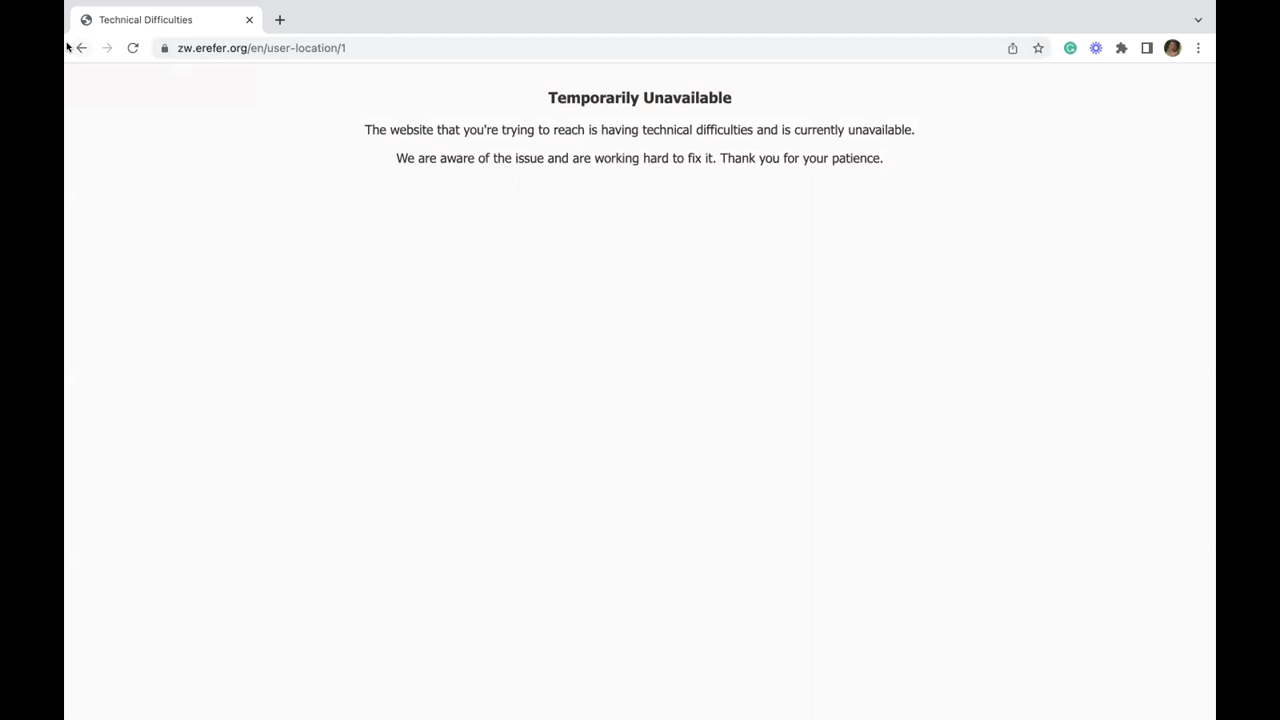 Technical Difficulties
zw.erefer.org/en/user-location/1
Temporarily Unavailable
The website that you're trying to reach is having technical difficulties and is currently unavailable.
We are aware of the issue and are working hard to fix it. Thank you for your patience.